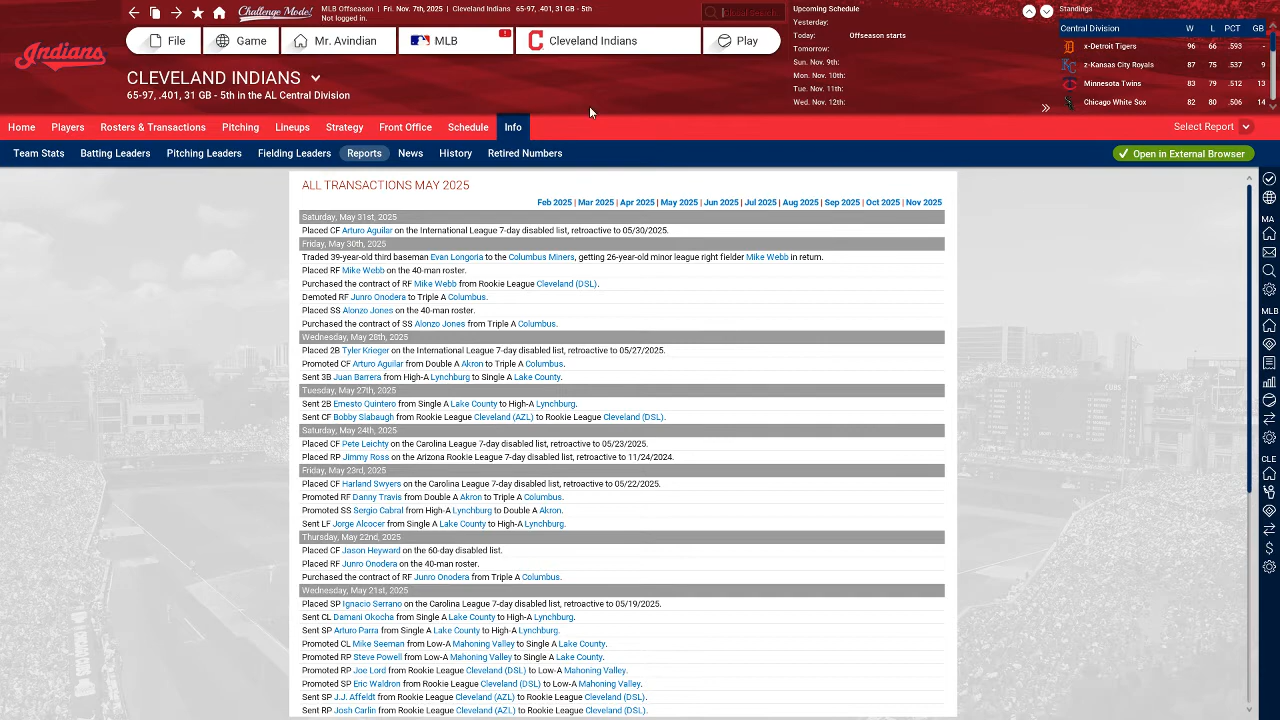 Challenge Mode!
MLB Offseason | Fri. Nov. 7th, 2025 | Cleveland Indians 65-97, .401, 31 GB - 5th
Not logged in.
Global Search
Upcoming Schedule
Yesterday:
Today: Offseason starts
Tomorrow:
Sun. Nov. 9th:
Mon. Nov. 10th:
Tue. Nov. 11th:
Wed. Nov. 12th:
Standings
Central Division W L PCT GB
x-Detroit Tigers 96 66 .593 -
z-Kansas City Royals 87 75 .537 9
Minnesota Twins 83 79 .512 13
Chicago White Sox 82 80 .506 14
Indians
File
Game
Mr. Avindian
MLB
Cleveland Indians
Play
CLEVELAND INDIANS
65-97, .401, 31 GB - 5th in the AL Central Division
Home Players Rosters & Transactions Pitching Lineups Strategy Front Office Schedule Info
Select Report
Team Stats Batting Leaders Pitching Leaders Fielding Leaders Reports News History Retired Numbers
Open in External Browser
ALL TRANSACTIONS MAY 2025
Feb 2025 | Mar 2025 | Apr 2025 | May 2025 | Jun 2025 | Jul 2025 | Aug 2025 | Sep 2025 | Oct 2025 | Nov 2025
Saturday, May 31st, 2025
Placed CF Arturo Aguilar on the International League 7-day disabled list, retroactive to 05/30/2025.
Friday, May 30th, 2025
Traded 39-year-old third baseman Evan Longoria to the Columbus Miners, getting 26-year-old minor league right fielder Mike Webb in return.
Placed RF Mike Webb on the 40-man roster.
Purchased the contract of RF Mike Webb from Rookie League Cleveland (DSL).
Demoted RF Junro Onodera to Triple A Columbus.
Placed SS Alonzo Jones on the 40-man roster.
Purchased the contract of SS Alonzo Jones from Triple A Columbus.
Wednesday, May 28th, 2025
Placed 2B Tyler Krieger on the International League 7-day disabled list, retroactive to 05/27/2025.
Promoted CF Arturo Aguilar from Double A Akron to Triple A Columbus.
Sent 3B Juan Barrera from High-A Lynchburg to Single A Lake County.
Tuesday, May 27th, 2025
Sent 2B Ernesto Quintero from Single A Lake County to High-A Lynchburg.
Sent CF Bobby Slabaugh from Rookie League Cleveland (AZL) to Rookie League Cleveland (DSL).
Saturday, May 24th, 2025
Placed CF Pete Leichty on the Carolina League 7-day disabled list, retroactive to 05/23/2025.
Placed RP Jimmy Ross on the Arizona Rookie League 7-day disabled list, retroactive to 11/24/2024.
Friday, May 23rd, 2025
Placed CF Harland Swyers on the Carolina League 7-day disabled list, retroactive to 05/22/2025.
Promoted RF Danny Travis from Double A Akron to Triple A Columbus.
Promoted SS Sergio Cabral from High-A Lynchburg to Double A Akron.
Sent LF Jorge Alcocer from Single A Lake County to High-A Lynchburg.
Thursday, May 22nd, 2025
Placed CF Jason Heyward on the 60-day disabled list.
Placed RF Junro Onodera on the 40-man roster.
Purchased the contract of RF Junro Onodera from Triple A Columbus.
Wednesday, May 21st, 2025
Placed SP Ignacio Serrano on the Carolina League 7-day disabled list, retroactive to 05/19/2025.
Sent CL Damani Okocha from Single A Lake County to High-A Lynchburg.
Sent SP Arturo Parra from Single A Lake County to High-A Lynchburg.
Promoted CL Mike Seeman from Low-A Mahoning Valley to Single A Lake County.
Promoted RP Steve Powell from Low-A Mahoning Valley to Single A Lake County.
Promoted RP Joe Lord from Rookie League Cleveland (DSL) to Low-A Mahoning Valley.
Promoted SP Eric Waldron from Rookie League Cleveland (DSL) to Low-A Mahoning Valley.
Sent SP J.J. Affeldt from Rookie League Cleveland (AZL) to Rookie League Cleveland (DSL).
Sent RP Josh Carlin from Rookie League Cleveland (AZL) to Rookie League Cleveland (DSL).
MA
MLB
CLE